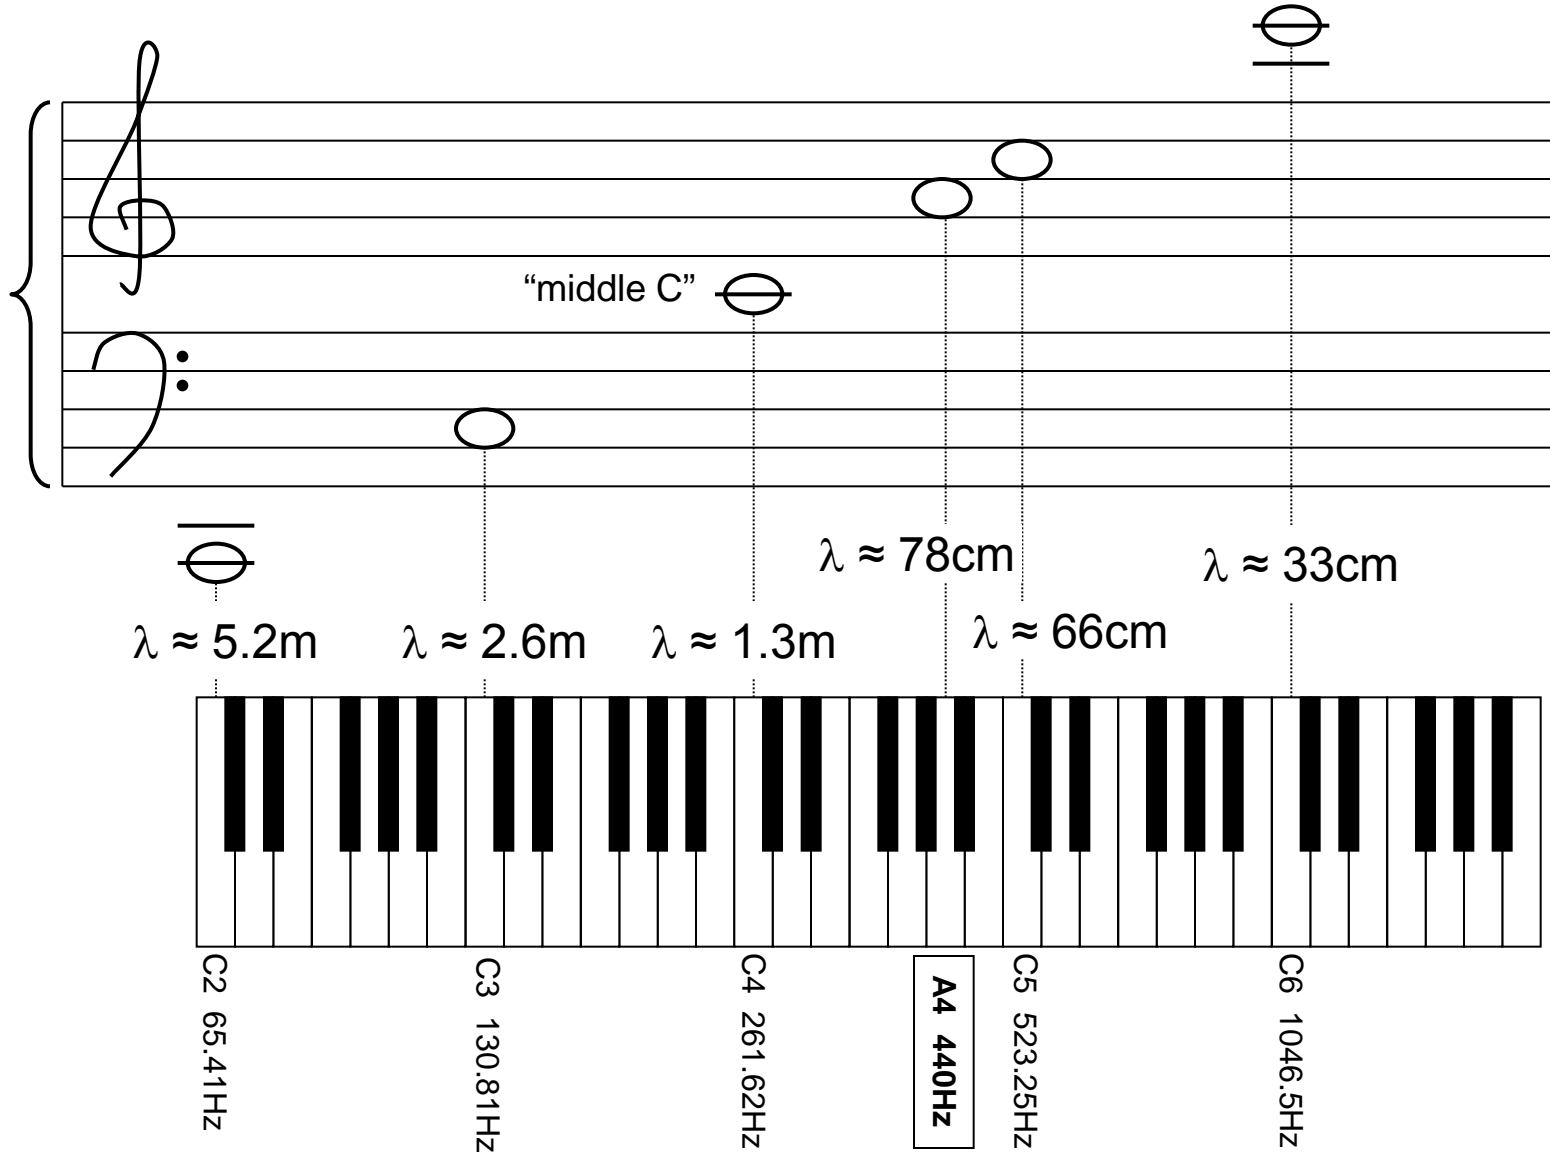 “middle C”
λ ≈ 78cm
λ ≈ 33cm
λ ≈ 5.2m
λ ≈ 2.6m
λ ≈ 1.3m
λ ≈ 66cm
C2 65.41Hz
C3 130.81Hz
C4 261.62Hz
A4 440Hz
C5 523.25Hz
C6 1046.5Hz